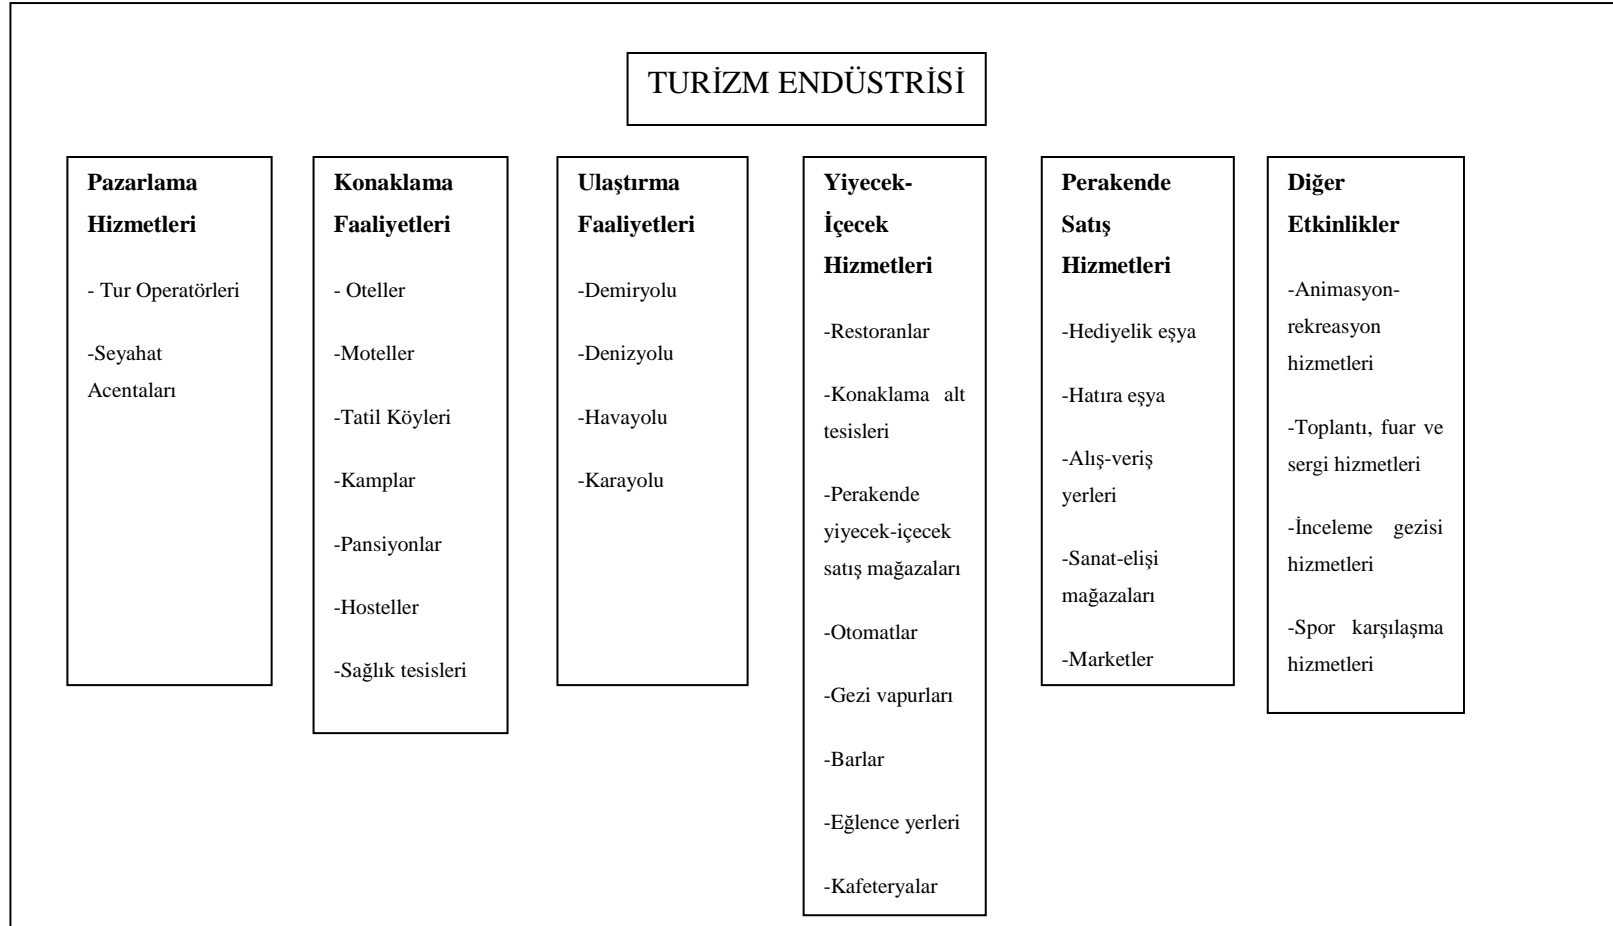 TURİZM ENDÜSTRİSİ
Pazarlama
Hizmetleri
- Tur Operatörleri
-Seyahat
Acentaları
Konaklama
Faaliyetleri
- Oteller
-Moteller
-Tatil Köyleri
-Kamplar
-Pansiyonlar
-Hosteller
-Sağlık tesisleri
Ulaştırma
Faaliyetleri
-Demiryolu
-Denizyolu
-Havayolu
-Karayolu
Yiyecek-
İçecek
Hizmetleri
-Restoranlar
-Konaklama alt
tesisleri
-Perakende
yiyecek-içecek
satış mağazaları
-Otomatlar
-Gezi vapurları
-Barlar
-Eğlence yerleri
-Kafeteryalar
Perakende
Satış
Hizmetleri
-Hediyelik eşya
-Hatıra eşya
-Alış-veriş
yerleri
-Sanat-elişi
mağazaları
-Marketler
Diğer
Etkinlikler
-Animasyon-
rekreasyon
hizmetleri
-Toplantı, fuar ve
sergi hizmetleri
-İnceleme gezisi
hizmetleri
-Spor karşılaşma
hizmetleri